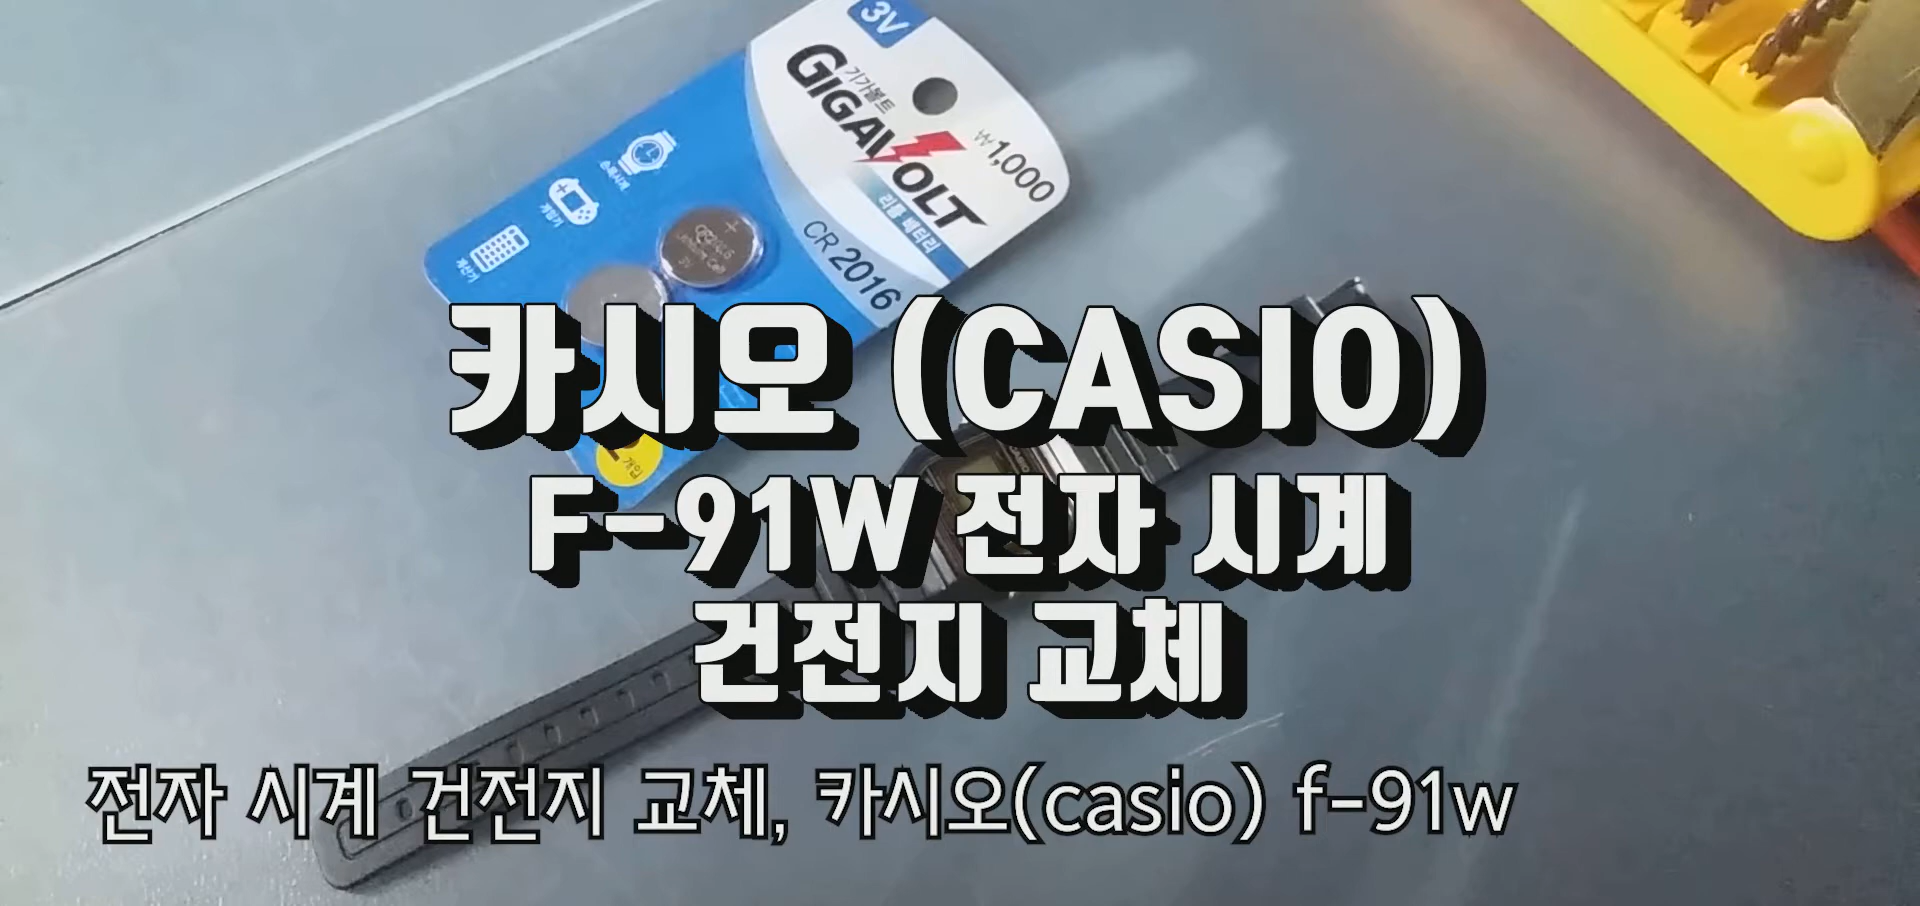 3V
기가볼트
GIGAVOLT
₩1,000
리튬 배터리
CR 2016
손목시계
게임기
계산기
카시오 (CASIO)
F-91W 전자 시계
건전지 교체
전자 시계 건전지 교체, 카시오(casio) f-91w